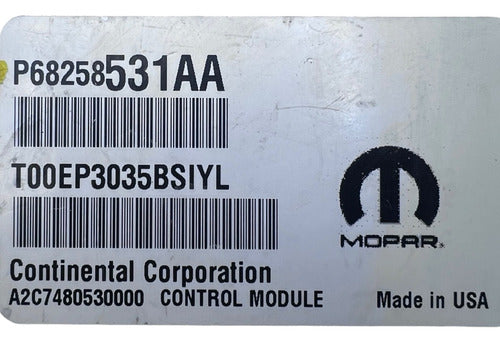 P68258531AA
T00EP3035BSIYL
MOPAR®
Continental Corporation
A2C7480530000 CONTROL MODULE Made in USA